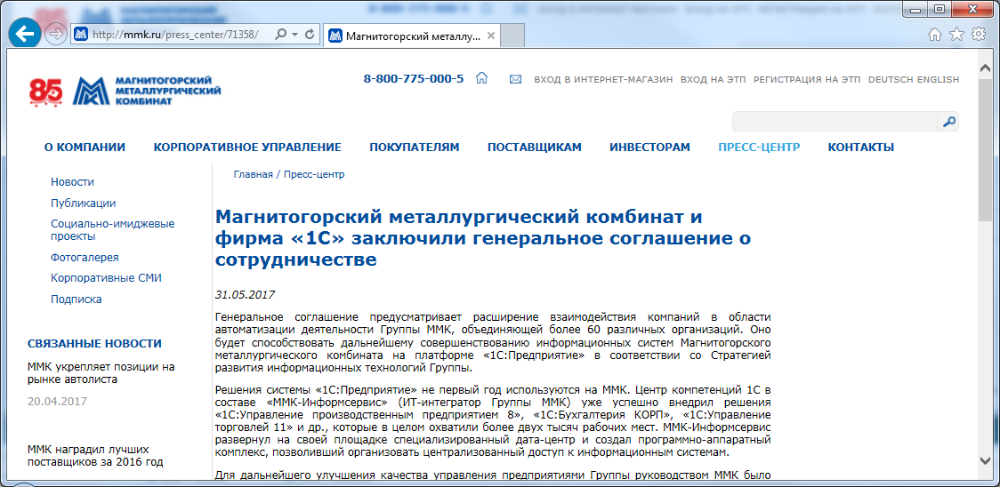 http://mmk.ru/press_center/71358/
Магнитогорский металлу...
85
МАГНИТОГОРСКИЙ
МЕТАЛЛУРГИЧЕСКИЙ
КОМБИНАТ
8-800-775-000-5
ВХОД В ИНТЕРНЕТ-МАГАЗИН ВХОД НА ЭТП РЕГИСТРАЦИЯ НА ЭТП DEUTSCH ENGLISH
О КОМПАНИИ КОРПОРАТИВНОЕ УПРАВЛЕНИЕ ПОКУПАТЕЛЯМ ПОСТАВЩИКАМ ИНВЕСТОРАМ ПРЕСС-ЦЕНТР КОНТАКТЫ
Новости
Публикации
Социально-имиджевые
проекты
Фотогалерея
Корпоративные СМИ
Подписка
СВЯЗАННЫЕ НОВОСТИ
ММК укрепляет позиции на
рынке автолиста
20.04.2017
ММК наградил лучших
поставщиков за 2016 год
Главная / Пресс-центр
Магнитогорский металлургический комбинат и
фирма «1С» заключили генеральное соглашение о
сотрудничестве
31.05.2017
Генеральное соглашение предусматривает расширение взаимодействия компаний в области
автоматизации деятельности Группы ММК, объединяющей более 60 различных организаций. Оно
будет способствовать дальнейшему совершенствованию информационных систем Магнитогорского
металлургического комбината на платформе «1С:Предприятие» в соответствии со Стратегией
развития информационных технологий Группы.
Решения системы «1С:Предприятие» не первый год используются на ММК. Центр компетенций 1С в
составе «ММК-Информсервис» (ИТ-интегратор Группы ММК) уже успешно внедрил решения
«1С:Управление производственным предприятием 8», «1С:Бухгалтерия КОРП», «1С:Управление
торговлей 11» и др., которые в целом охватили более двух тысяч рабочих мест. ММК-Информсервис
развернул на своей площадке специализированный дата-центр и создал программно-аппаратный
комплекс, позволивший организовать централизованный доступ к информационным системам.
Для дальнейшего улучшения качества управления предприятиями Группы руководством ММК было